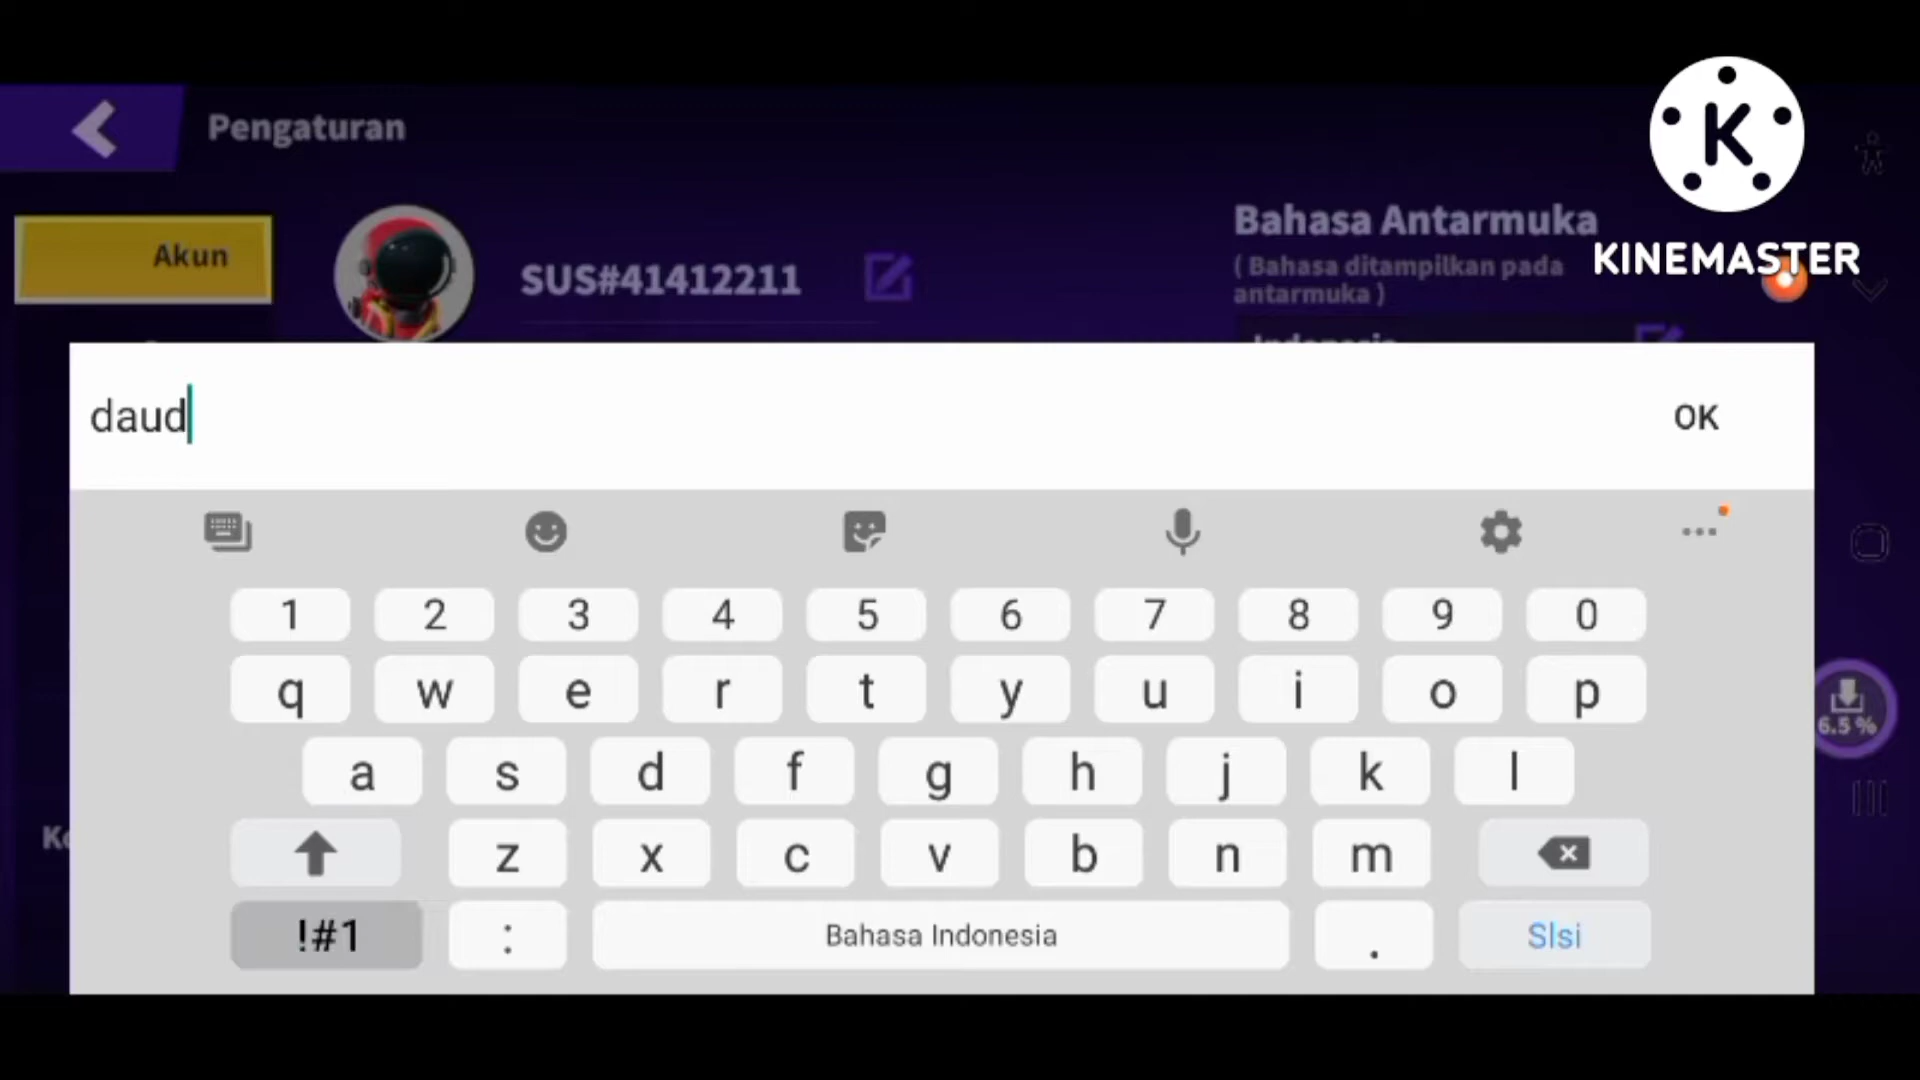 Pengaturan
Akun
SUS#41412211
Bahasa Antarmuka
( Bahasa ditampilkan pada
antarmuka )
K
KINEMASTER
daud
OK
1 2 3 4 5 6 7 8 9 0
q w e r t y u i o p
a s d f g h j k l
z x c v b n m
!#1 : Bahasa Indonesia . Slsi
6.5 %